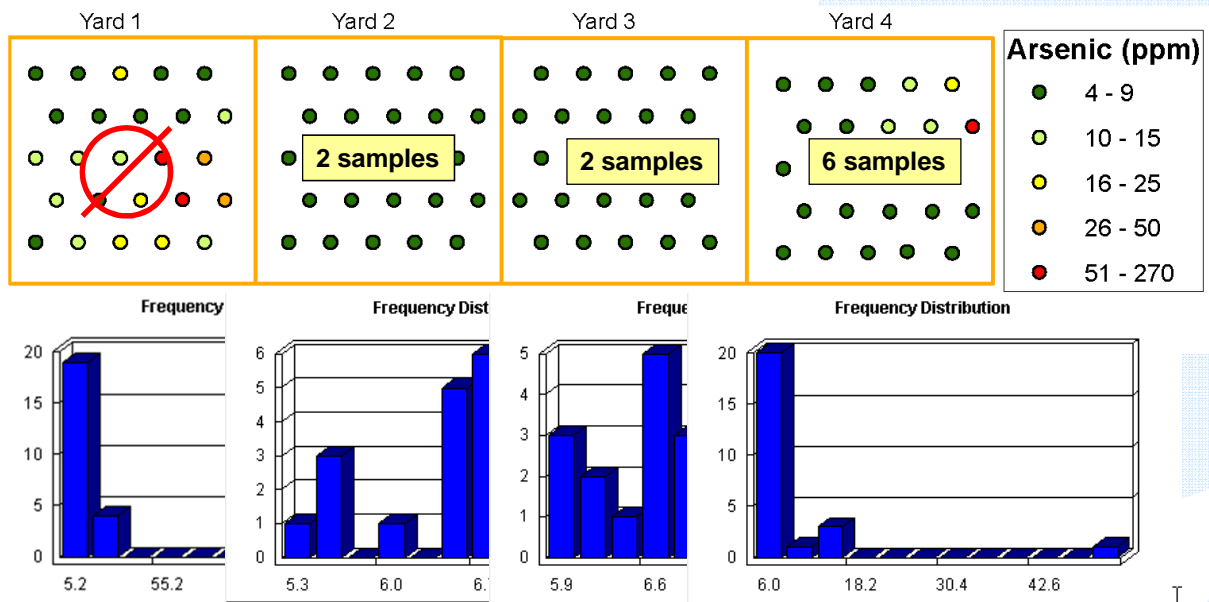 Yard 1 Yard 2 Yard 3 Yard 4
Arsenic (ppm)
4 - 9
10 - 15
16 - 25
26 - 50
51 - 270
2 samples 2 samples 6 samples
Frequency
20
15
10
5
0
5.2 55.2
Frequency Dist
6
5
4
3
2
1
0
5.3 6.0 6.
Freque
5
4
3
2
1
0
5.9 6.6
Frequency Distribution
20
15
10
5
0
6.0 18.2 30.4 42.6